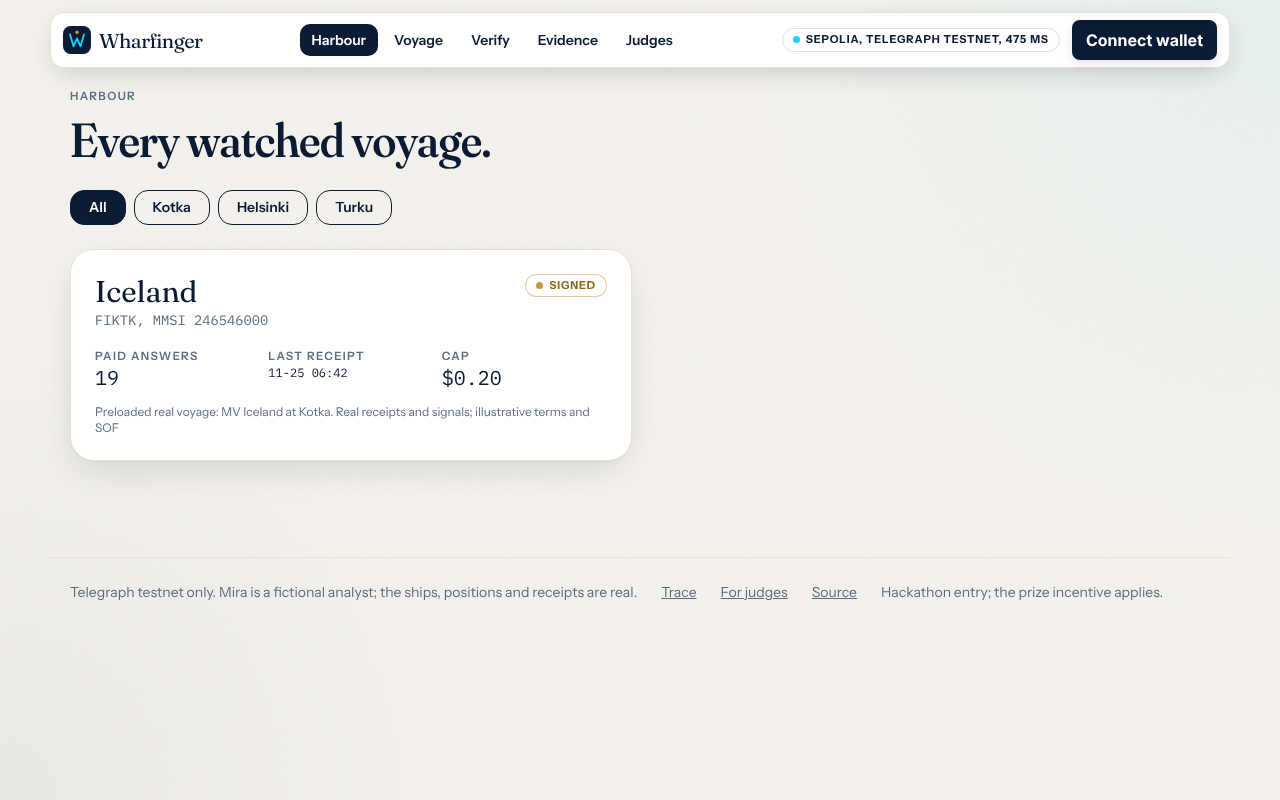 Wharfinger
Harbour
Voyage
Verify
Evidence
Judges
SEPOLIA, TELEGRAPH TESTNET, 475 MS
Connect wallet
HARBOUR
Every watched voyage.
All
Kotka
Helsinki
Turku
Iceland
SIGNED
FIKTK, MMSI 246546000
PAID ANSWERS
19
LAST RECEIPT
11-25 06:42
CAP
$0.20
Preloaded real voyage: MV Iceland at Kotka. Real receipts and signals; illustrative terms and
SOF
Telegraph testnet only. Mira is a fictional analyst; the ships, positions and receipts are real.
Trace
For judges
Source
Hackathon entry; the prize incentive applies.